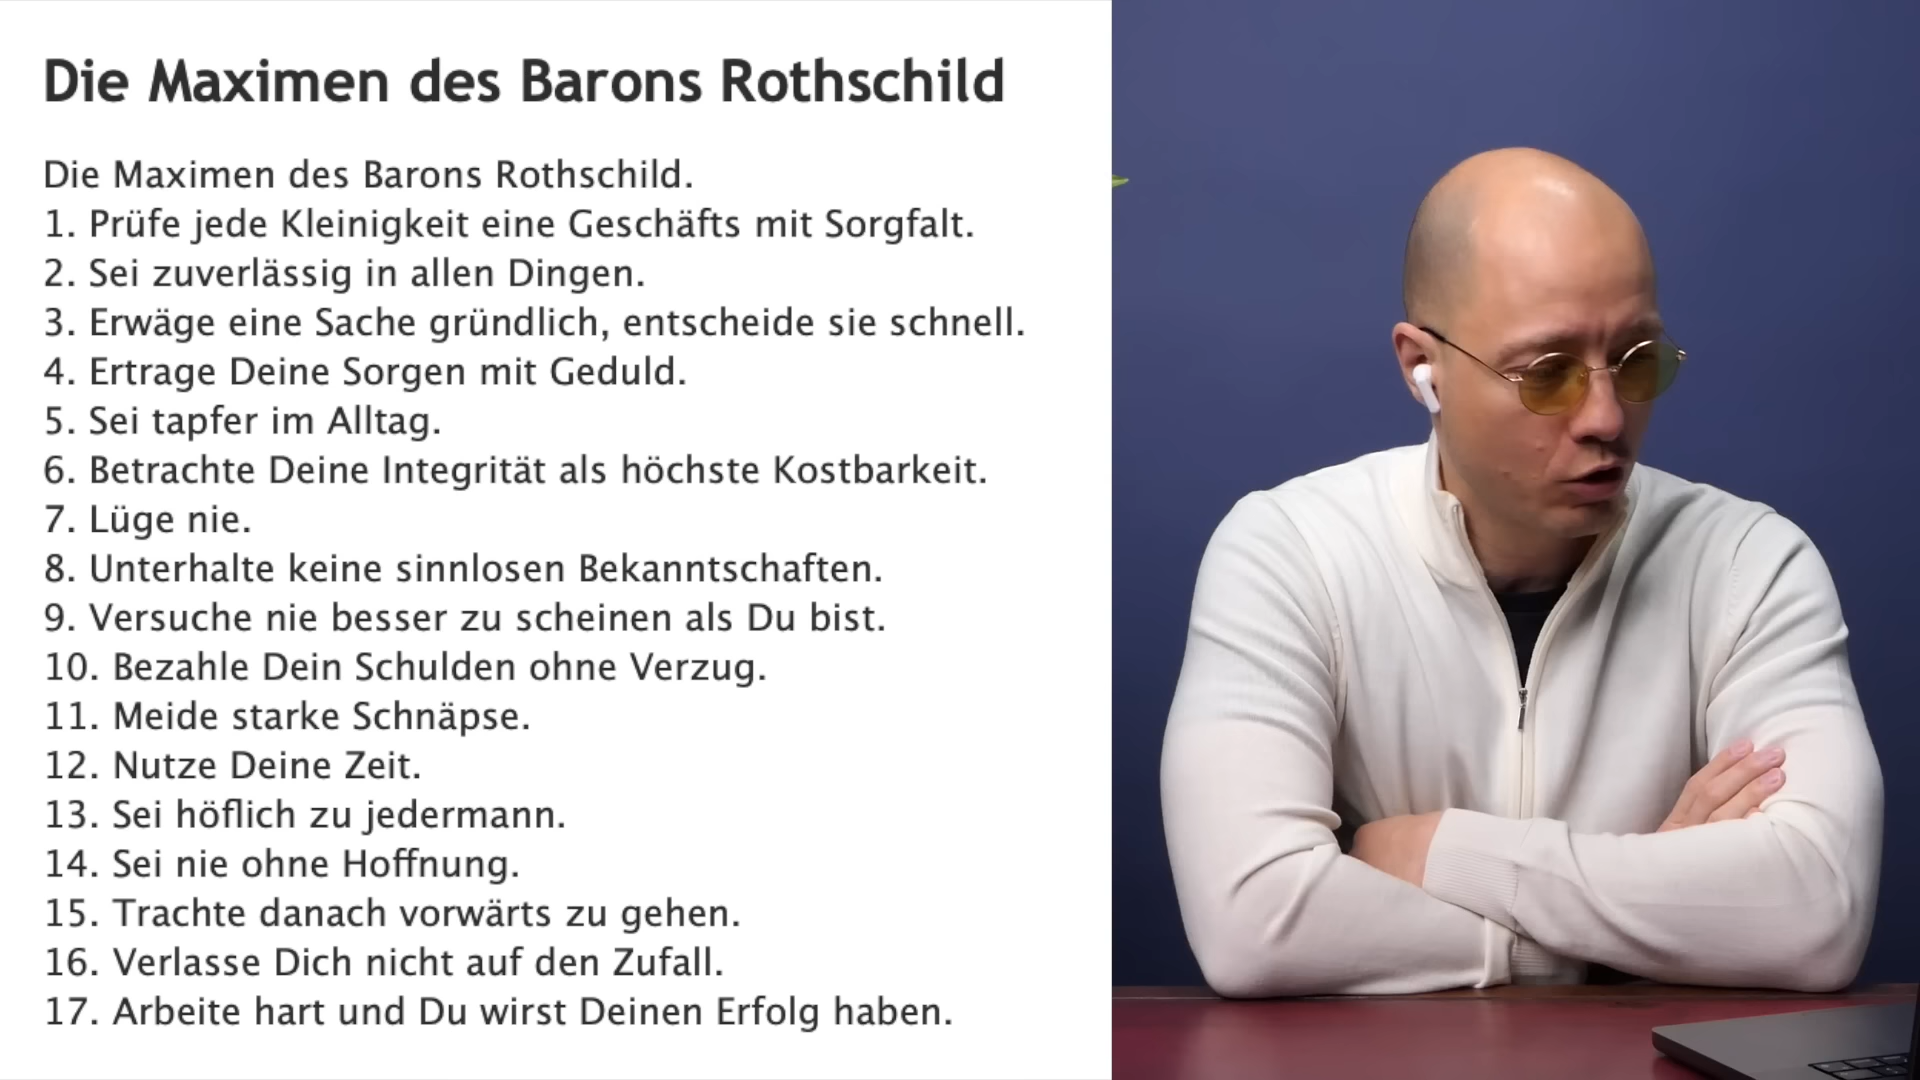 Die Maximen des Barons Rothschild
Die Maximen des Barons Rothschild.
1. Prüfe jede Kleinigkeit eine Geschäfts mit Sorgfalt.
2. Sei zuverlässig in allen Dingen.
3. Erwäge eine Sache gründlich, entscheide sie schnell.
4. Ertrage Deine Sorgen mit Geduld.
5. Sei tapfer im Alltag.
6. Betrachte Deine Integrität als höchste Kostbarkeit.
7. Lüge nie.
8. Unterhalte keine sinnlosen Bekanntschaften.
9. Versuche nie besser zu scheinen als Du bist.
10. Bezahle Dein Schulden ohne Verzug.
11. Meide starke Schnäpse.
12. Nutze Deine Zeit.
13. Sei höflich zu jedermann.
14. Sei nie ohne Hoffnung.
15. Trachte danach vorwärts zu gehen.
16. Verlasse Dich nicht auf den Zufall.
17. Arbeite hart und Du wirst Deinen Erfolg haben.